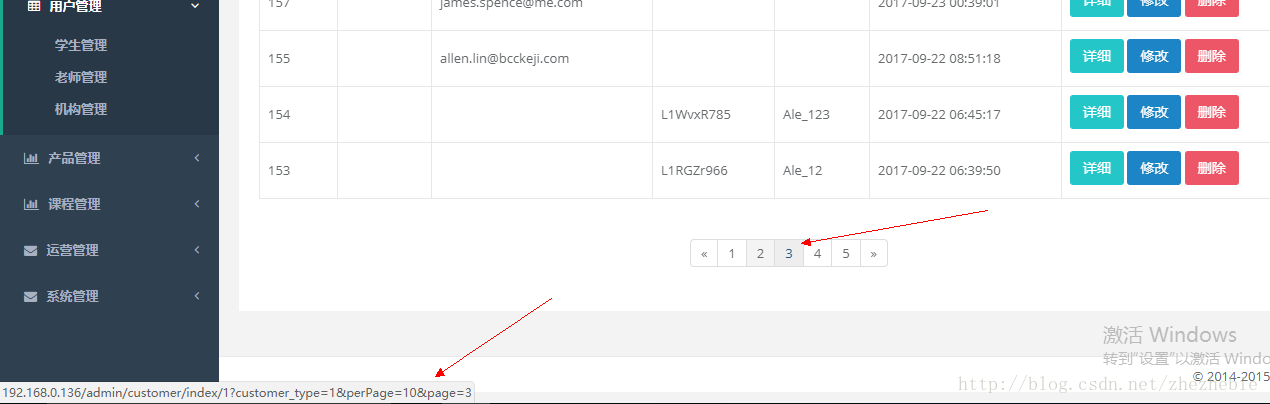 用户管理
学生管理
老师管理
机构管理
产品管理
课程管理
运营管理
系统管理
157 james.spence@me.com 2017-09-23 00:39:01 详细 修改 删除
155 allen.lin@bcckeji.com 2017-09-22 08:51:18 详细 修改 删除
154 L1WvxR785 Ale_123 2017-09-22 06:45:17 详细 修改 删除
153 L1RGZr966 Ale_12 2017-09-22 06:39:50 详细 修改 删除
« 1 2 3 4 5 »
激活 Windows
转到"设置"以激活 Windo
© 2014-2015
http://blog.csdn.net/zhezhebie
192.168.0.136/admin/customer/index/1?customer_type=1&perPage=10&page=3